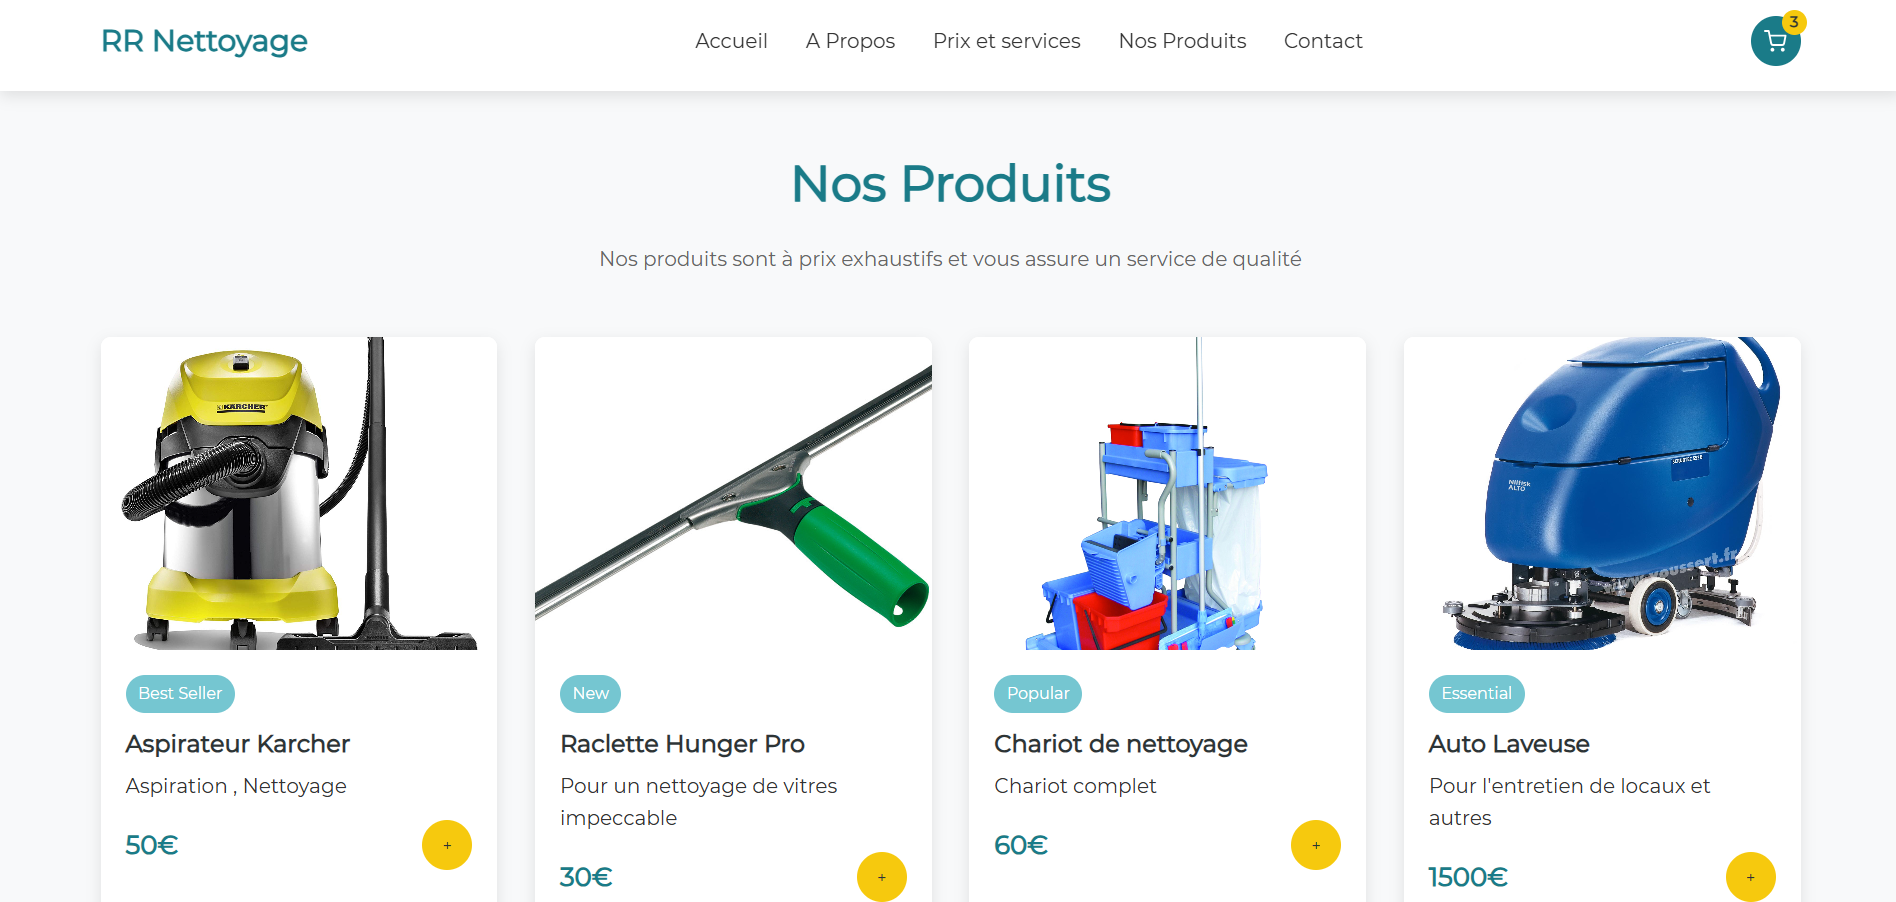 RR Nettoyage
Accueil
A Propos
Prix et services
Nos Produits
Contact
3
Nos Produits
Nos produits sont à prix exhaustifs et vous assure un service de qualité
KÄRCHER
Nilfisk
ALTO
Best Seller
Aspirateur Karcher
Aspiration , Nettoyage
50€
+
New
Raclette Hunger Pro
Pour un nettoyage de vitres
impeccable
30€
+
Popular
Chariot de nettoyage
Chariot complet
60€
+
Essential
Auto Laveuse
Pour l'entretien de locaux et
autres
1500€
+